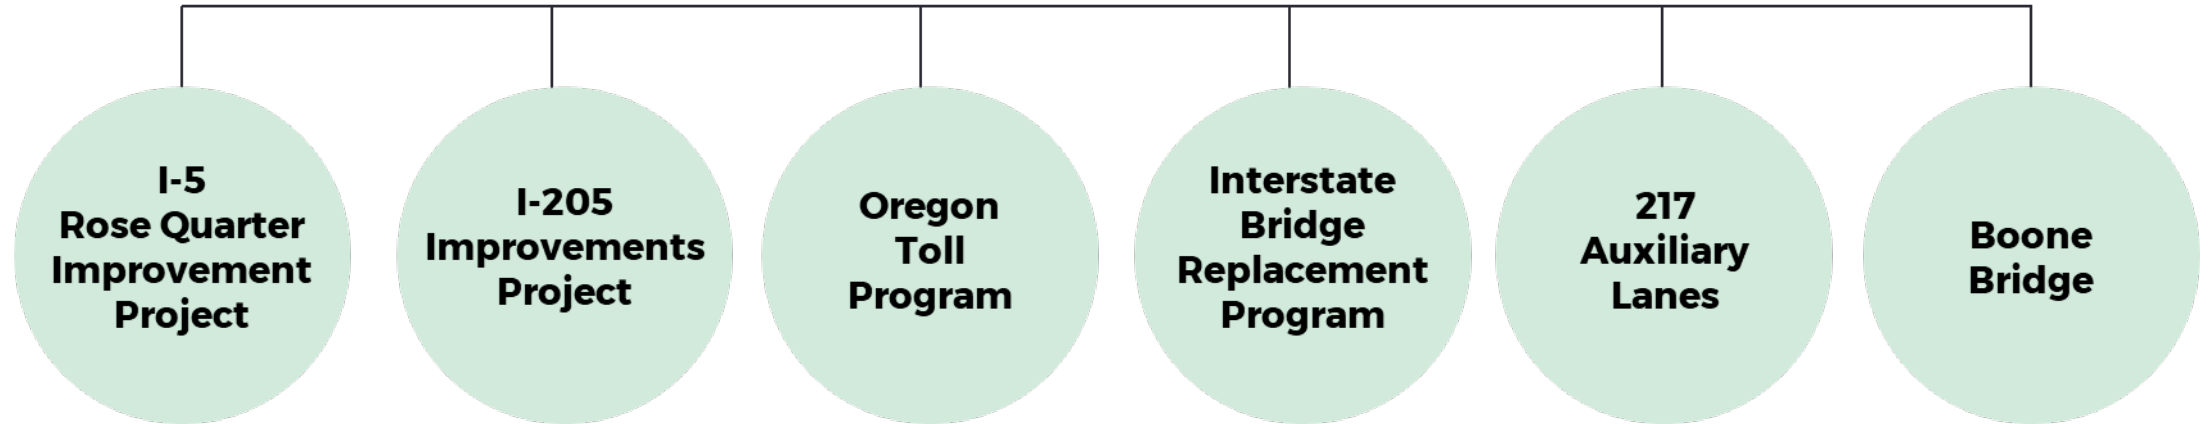 I-5
Rose Quarter
Improvement
Project
I-205
Improvements
Project
Oregon
Toll
Program
Interstate
Bridge
Replacement
Program
217
Auxiliary
Lanes
Boone
Bridge